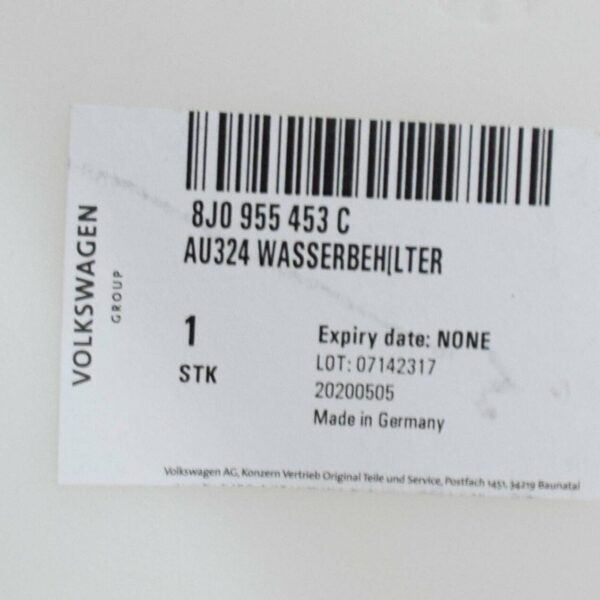 8J0 955 453 C
AU324 WASSERBEH[LTER
VOLKSWAGEN
GROUP
1
STK
Expiry date: NONE
LOT: 07142317
20200505
Made in Germany
Volkswagen AG, Konzern Vertrieb Original Teile und Service, Postfach 1451, 34219 Baunatal